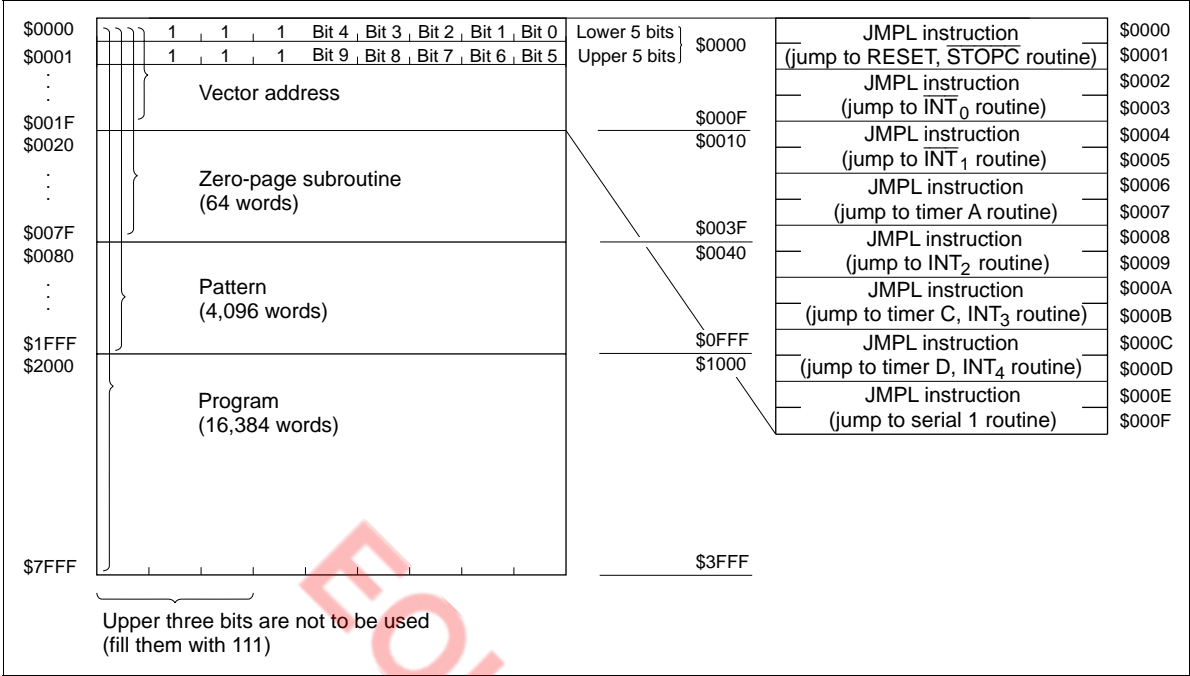 $0000
1 1 1 Bit 4 Bit 3 Bit 2 Bit 1 Bit 0
Lower 5 bits
$0001
1 1 1 Bit 9 Bit 8 Bit 7 Bit 6 Bit 5
Upper 5 bits
$0000
Vector address
$001F
$000F
$0020
$0010
Zero-page subroutine
(64 words)
$007F
$003F
$0080
$0040
Pattern
(4,096 words)
$1FFF
$0FFF
$2000
$1000
Program
(16,384 words)
$7FFF
$3FFF
Upper three bits are not to be used
(fill them with 111)
JMPL instruction
$0000
(jump to RESET, STOPC routine)
$0001
JMPL instruction
$0002
(jump to INT0 routine)
$0003
JMPL instruction
$0004
(jump to INT1 routine)
$0005
JMPL instruction
$0006
(jump to timer A routine)
$0007
JMPL instruction
$0008
(jump to INT2 routine)
$0009
JMPL instruction
$000A
(jump to timer C, INT3 routine)
$000B
JMPL instruction
$000C
(jump to timer D, INT4 routine)
$000D
JMPL instruction
$000E
(jump to serial 1 routine)
$000F